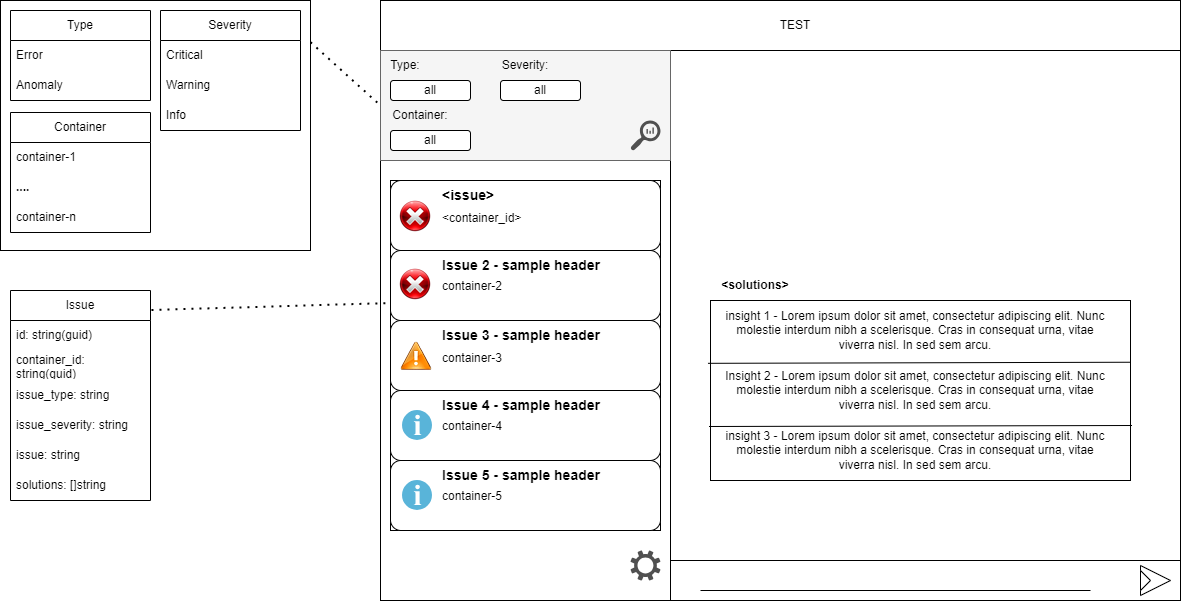 Type
Error
Anomaly
Severity
Critical
Warning
Info
Container
container-1
....
container-n
Issue
id: string(guid)
container_id:
string(guid)
issue_type: string
issue_severity: string
issue: string
solutions: []string
TEST
Type:
all
Severity:
all
Container:
all
<issue>
<container_id>
Issue 2 - sample header
container-2
Issue 3 - sample header
container-3
Issue 4 - sample header
container-4
Issue 5 - sample header
container-5
<solutions>
insight 1 - Lorem ipsum dolor sit amet, consectetur adipiscing elit. Nunc
molestie interdum nibh a scelerisque. Cras in consequat urna, vitae
viverra nisl. In sed sem arcu.
Insight 2 - Lorem ipsum dolor sit amet, consectetur adipiscing elit. Nunc
molestie interdum nibh a scelerisque. Cras in consequat urna, vitae
viverra nisl. In sed sem arcu.
insight 3 - Lorem ipsum dolor sit amet, consectetur adipiscing elit. Nunc
molestie interdum nibh a scelerisque. Cras in consequat urna, vitae
viverra nisl. In sed sem arcu.